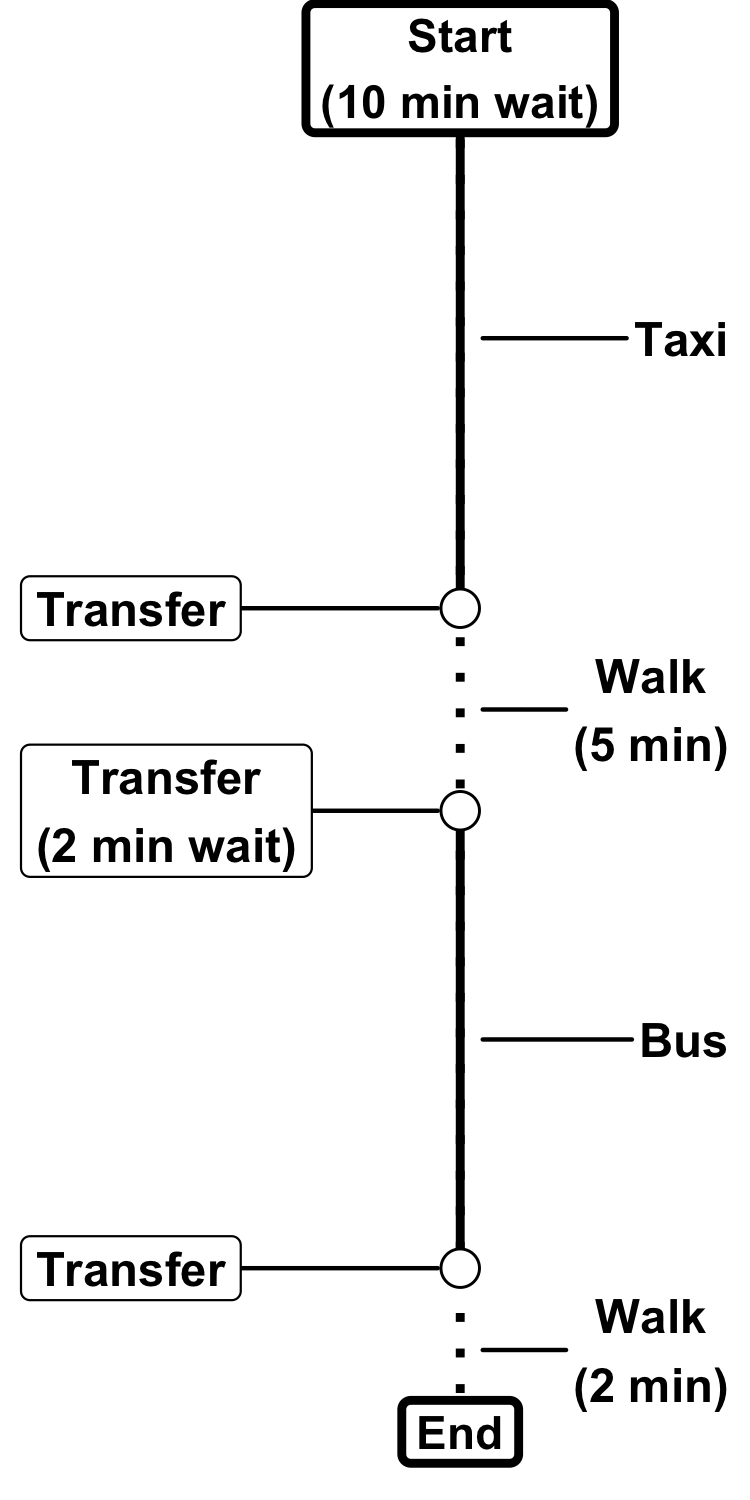 Start
(10 min wait)
Taxi
Transfer
Walk
(5 min)
Transfer
(2 min wait)
Bus
Transfer
Walk
(2 min)
End